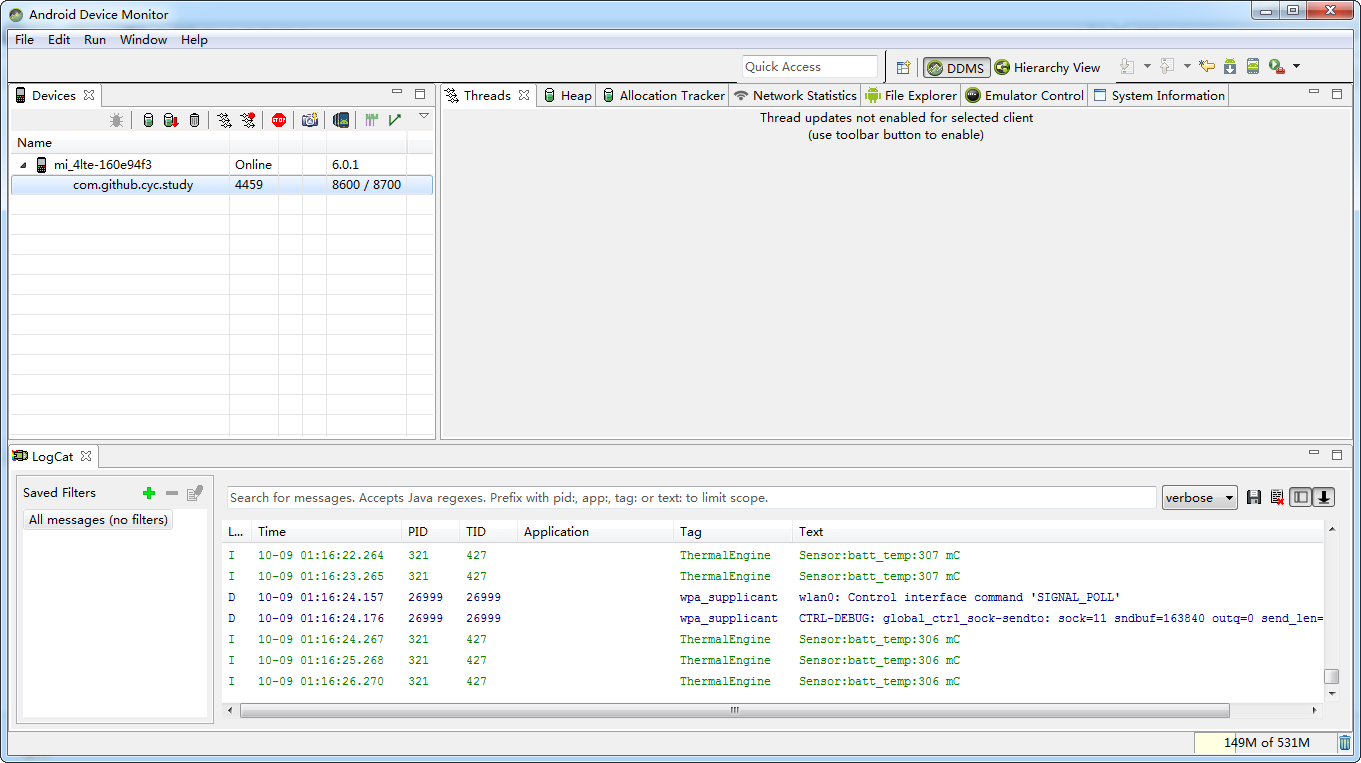 Android Device Monitor
File Edit Run Window Help
Quick Access DDMS Hierarchy View
Devices
Name
mi_4lte-160e94f3 Online 6.0.1
com.github.cyc.study 4459 8600 / 8700
Threads Heap Allocation Tracker Network Statistics File Explorer Emulator Control System Information
Thread updates not enabled for selected client
(use toolbar button to enable)
LogCat
Saved Filters
All messages (no filters)
Search for messages. Accepts Java regexes. Prefix with pid:, app:, tag: or text: to limit scope. verbose
L... Time PID TID Application Tag Text
I 10-09 01:16:22.264 321 427 ThermalEngine Sensor:batt_temp:307 mC
I 10-09 01:16:23.265 321 427 ThermalEngine Sensor:batt_temp:307 mC
D 10-09 01:16:24.157 26999 26999 wpa_supplicant wlan0: Control interface command 'SIGNAL_POLL'
D 10-09 01:16:24.176 26999 26999 wpa_supplicant CTRL-DEBUG: global_ctrl_sock-sendto: sock=11 sndbuf=163840 outq=0 send_len=
I 10-09 01:16:24.267 321 427 ThermalEngine Sensor:batt_temp:306 mC
I 10-09 01:16:25.268 321 427 ThermalEngine Sensor:batt_temp:306 mC
I 10-09 01:16:26.270 321 427 ThermalEngine Sensor:batt_temp:306 mC
149M of 531M